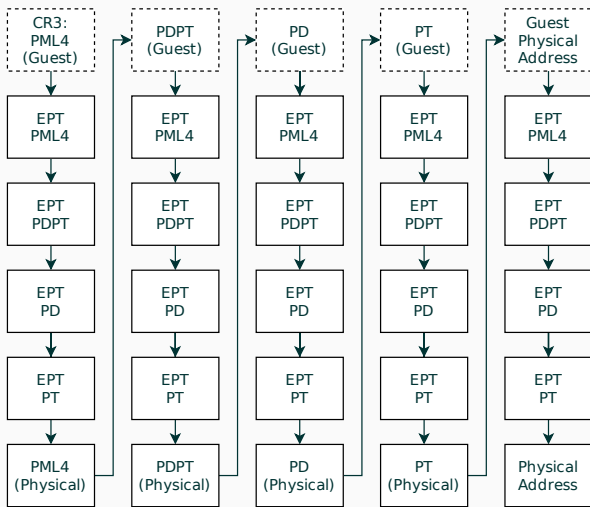 CR3:
PML4
(Guest)
EPT
PML4
EPT
PDPT
EPT
PD
EPT
PT
PML4
(Physical)
PDPT
(Guest)
EPT
PML4
EPT
PDPT
EPT
PD
EPT
PT
PDPT
(Physical)
PD
(Guest)
EPT
PML4
EPT
PDPT
EPT
PD
EPT
PT
PD
(Physical)
PT
(Guest)
EPT
PML4
EPT
PDPT
EPT
PD
EPT
PT
PT
(Physical)
Guest
Physical
Address
EPT
PML4
EPT
PDPT
EPT
PD
EPT
PT
Physical
Address